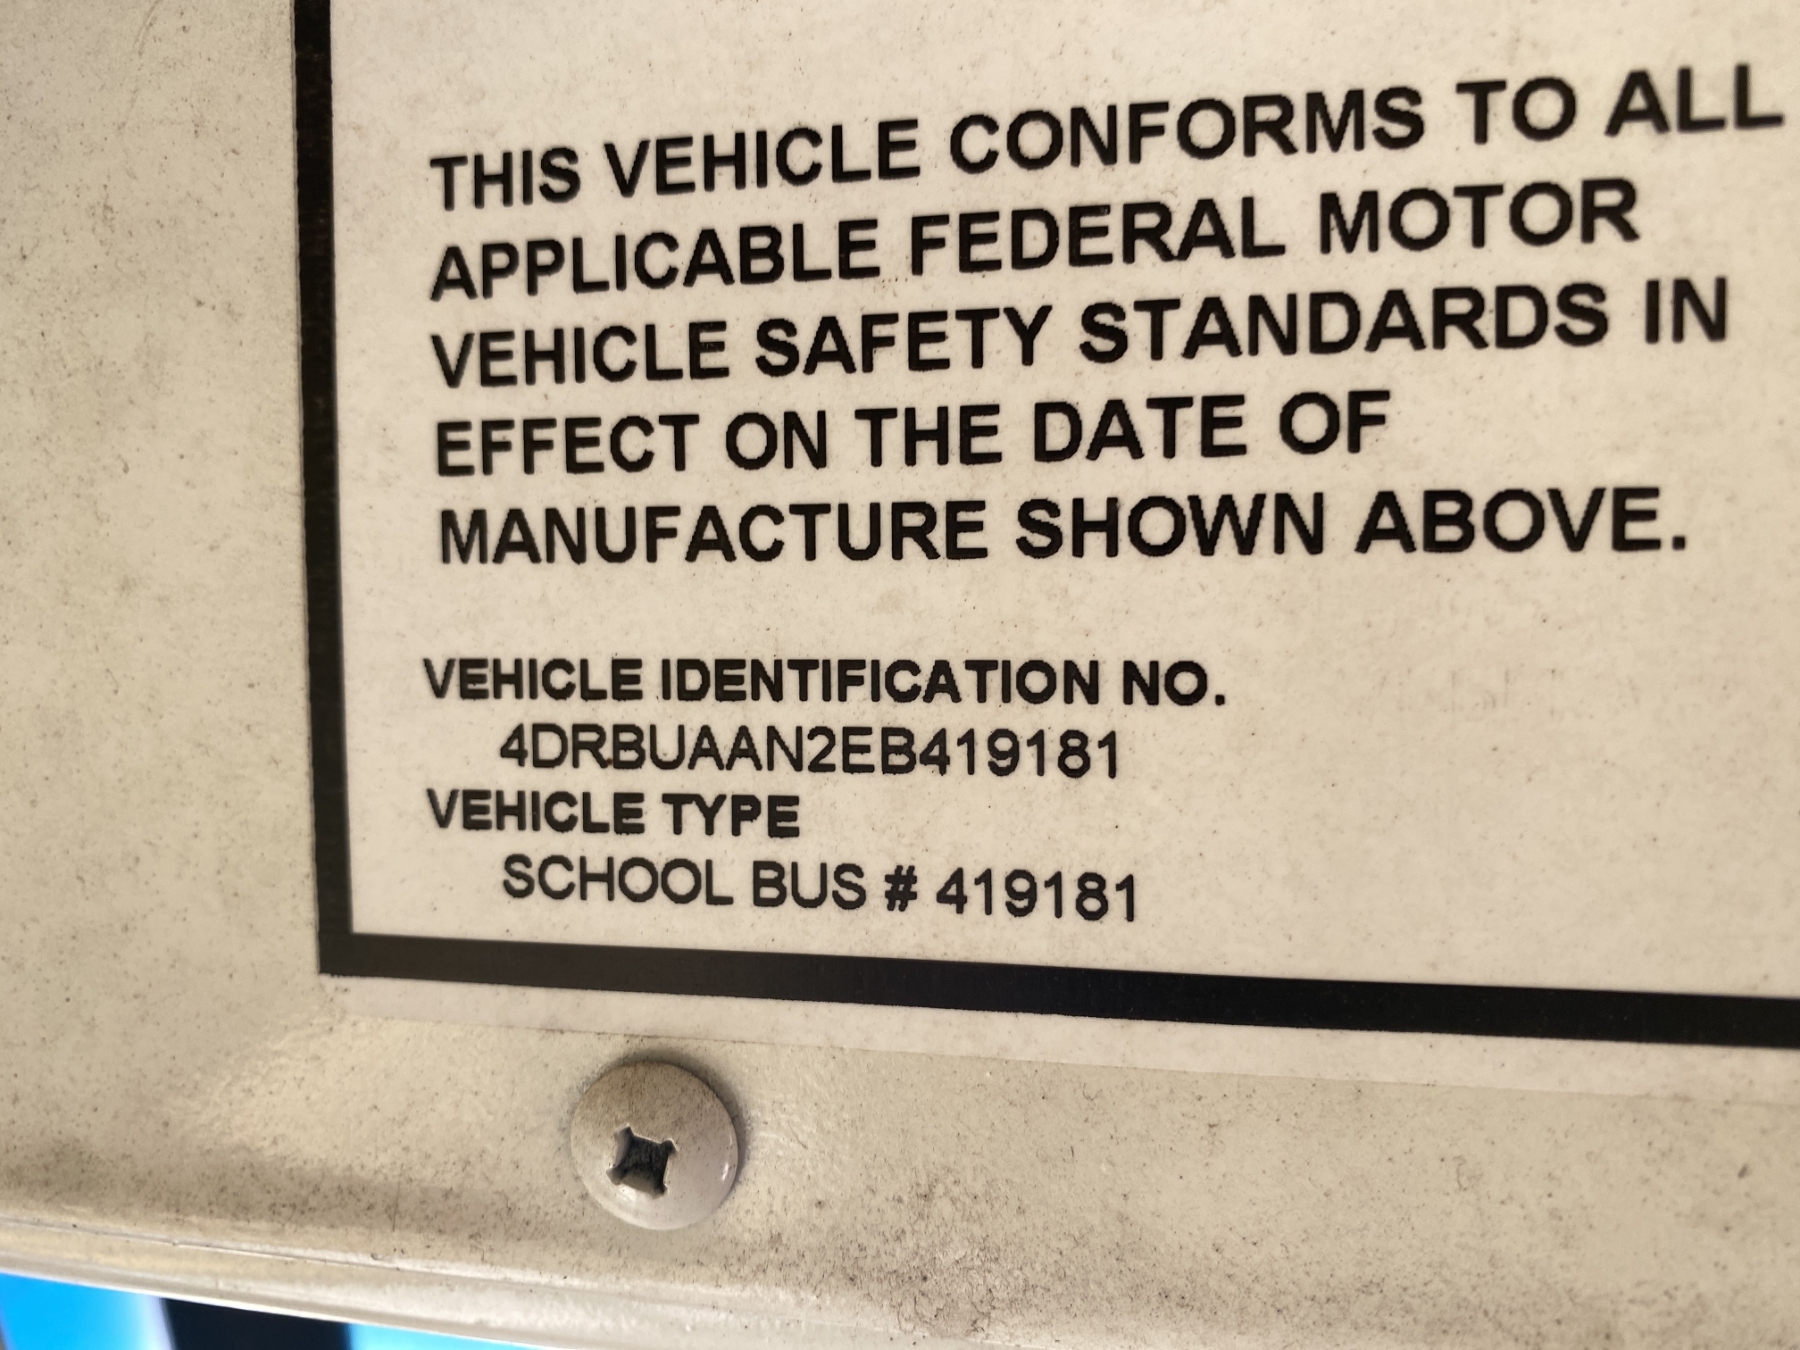 THIS VEHICLE CONFORMS TO ALL
APPLICABLE FEDERAL MOTOR
VEHICLE SAFETY STANDARDS IN
EFFECT ON THE DATE OF
MANUFACTURE SHOWN ABOVE.
VEHICLE IDENTIFICATION NO.
4DRBUAAN2EB419181
VEHICLE TYPE
SCHOOL BUS # 419181